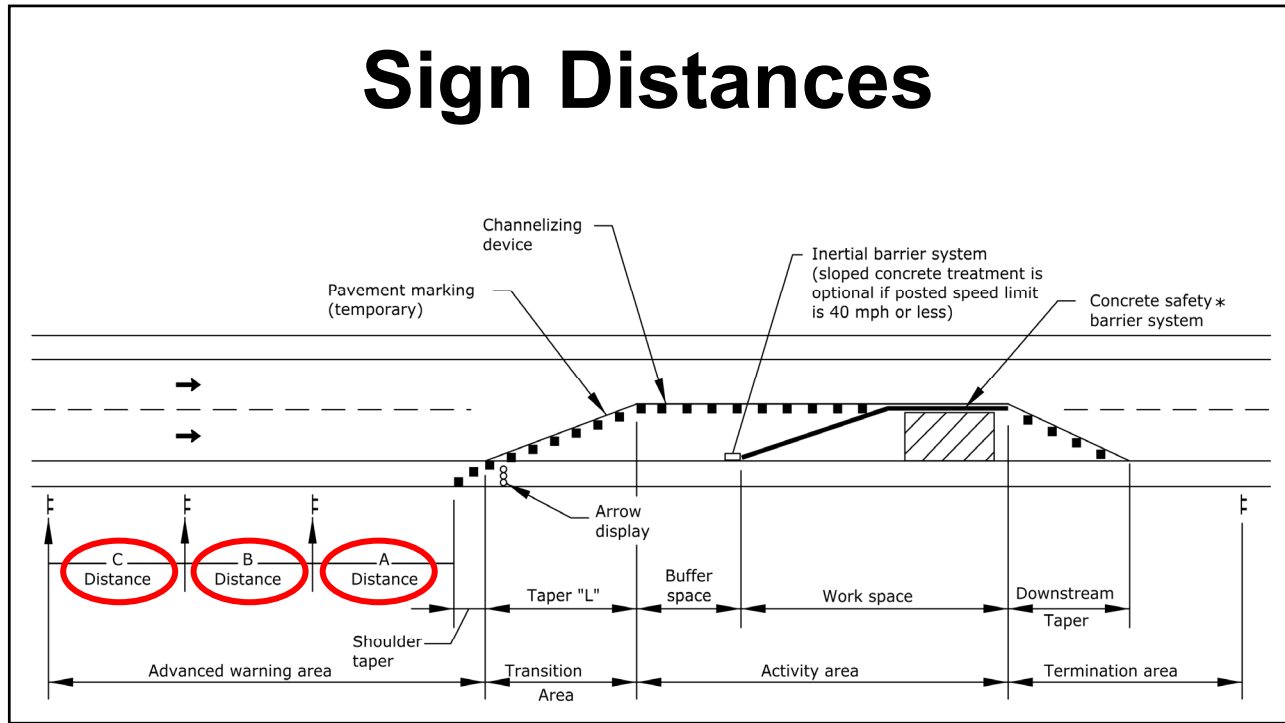 Sign Distances
Channelizing
device
Inertial barrier system
(sloped concrete treatment is
optional if posted speed limit
is 40 mph or less)
Pavement marking
(temporary)
Concrete safety *
barrier system
Arrow
display
C
Distance
B
Distance
A
Distance
Taper "L"
Buffer
space
Work space
Downstream
Taper
Shoulder
taper
Advanced warning area
Transition
Area
Activity area
Termination area